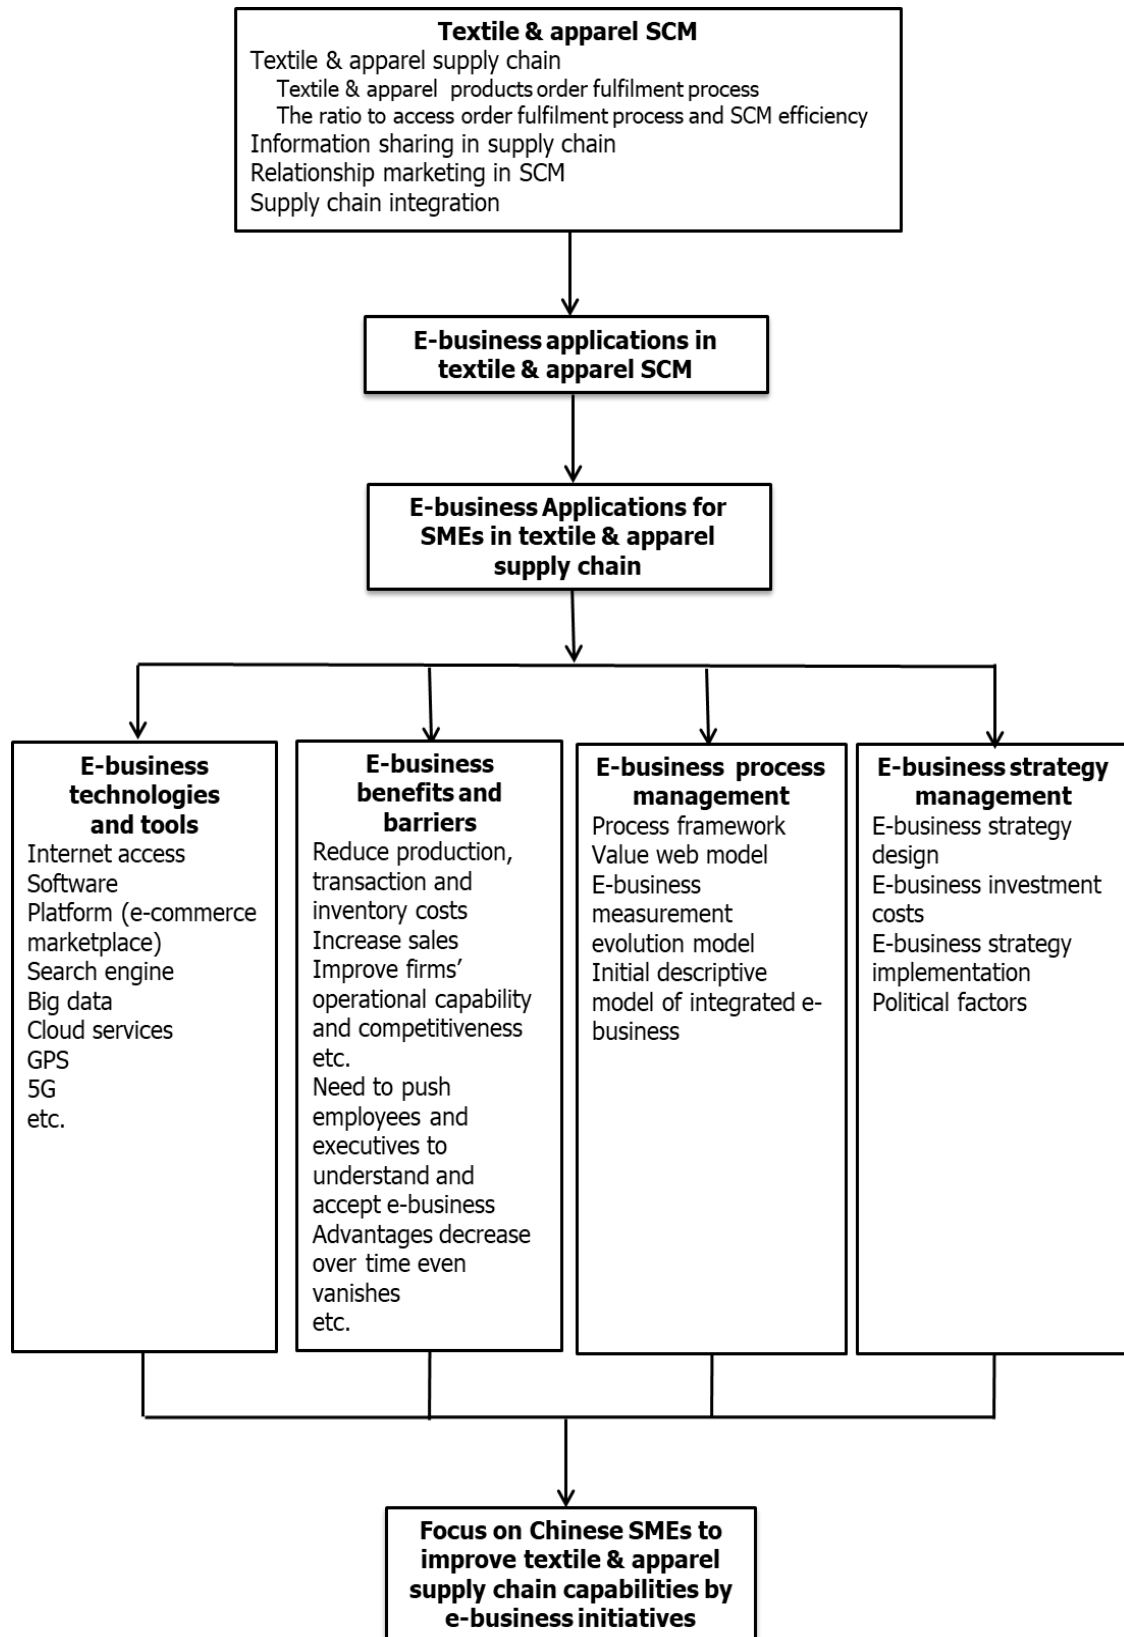 Textile & apparel SCM
Textile & apparel supply chain
Textile & apparel products order fulfilment process
The ratio to access order fulfilment process and SCM efficiency
Information sharing in supply chain
Relationship marketing in SCM
Supply chain integration
E-business applications in
textile & apparel SCM
E-business Applications for
SMEs in textile & apparel
supply chain
E-business
technologies
and tools
Internet access
Software
Platform (e-commerce
marketplace)
Search engine
Big data
Cloud services
GPS
5G
etc.
E-business
benefits and
barriers
Reduce production,
transaction and
inventory costs
Increase sales
Improve firms’
operational capability
and competitiveness
etc.
Need to push
employees and
executives to
understand and
accept e-business
Advantages decrease
over time even
vanishes
etc.
E-business process
management
Process framework
Value web model
E-business
measurement
evolution model
Initial descriptive
model of integrated e-
business
E-business strategy
management
E-business strategy
design
E-business investment
costs
E-business strategy
implementation
Political factors
Focus on Chinese SMEs to
improve textile & apparel
supply chain capabilities by
e-business initiatives